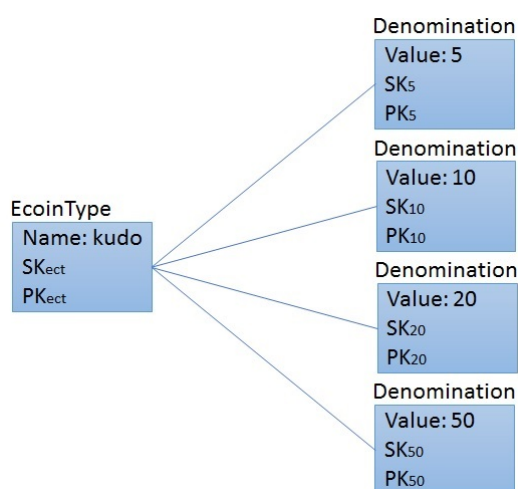 EcoinType
Name: kudo
SKect
PKect
Denomination
Value: 5
SK5
PK5
Denomination
Value: 10
SK10
PK10
Denomination
Value: 20
SK20
PK20
Denomination
Value: 50
SK50
PK50